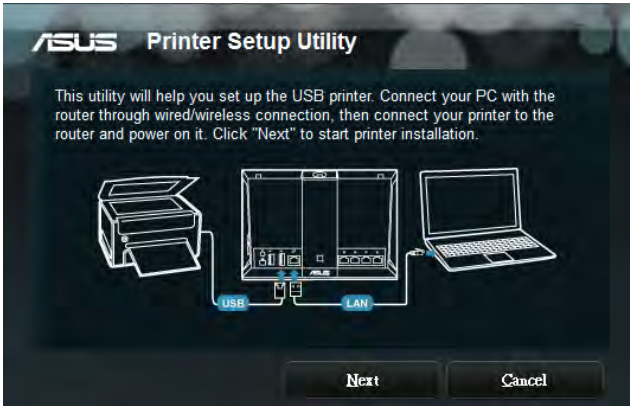 ASUS Printer Setup Utility
This utility will help you set up the USB printer. Connect your PC with the
router through wired/wireless connection, then connect your printer to the
router and power on it. Click "Next" to start printer installation.
ASUS
USB
LAN
Next
Cancel